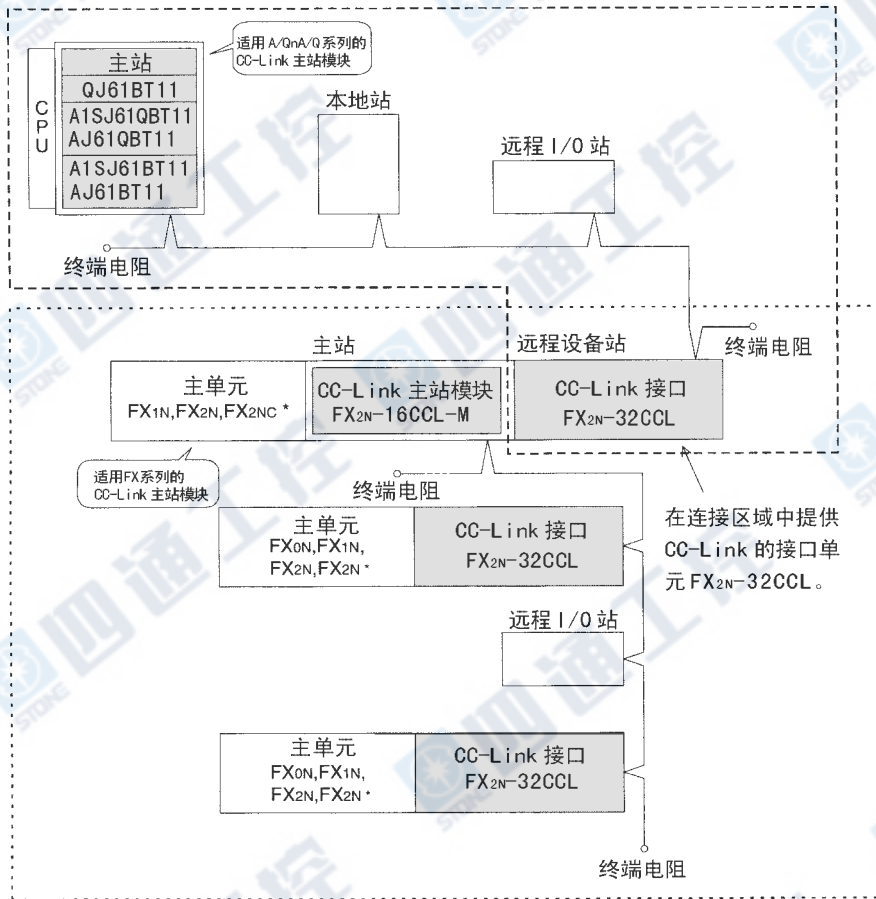 适用 A/QnA/Q 系列的
CC-Link 主站模块
CPU
主站
QJ61BT11
A1SJ61QBT11
AJ61QBT11
A1SJ61BT11
AJ61BT11
本地站
远程 I/O 站
终端电阻
终端电阻
主站
远程设备站
主单元
FX1N,FX2N,FX2NC *
CC-Link 主站模块
FX2N-16CCL-M
CC-Link 接口
FX2N-32CCL
适用FX系列的
CC-Link 主站模块
终端电阻
在连接区域中提供
CC-Link 的接口单
元 FX2N-32CCL。
主单元
FX0N,FX1N,
FX2N,FX2N *
CC-Link 接口
FX2N-32CCL
远程 I/O 站
主单元
FX0N,FX1N,
FX2N,FX2N *
CC-Link 接口
FX2N-32CCL
终端电阻
四通工控
STONE